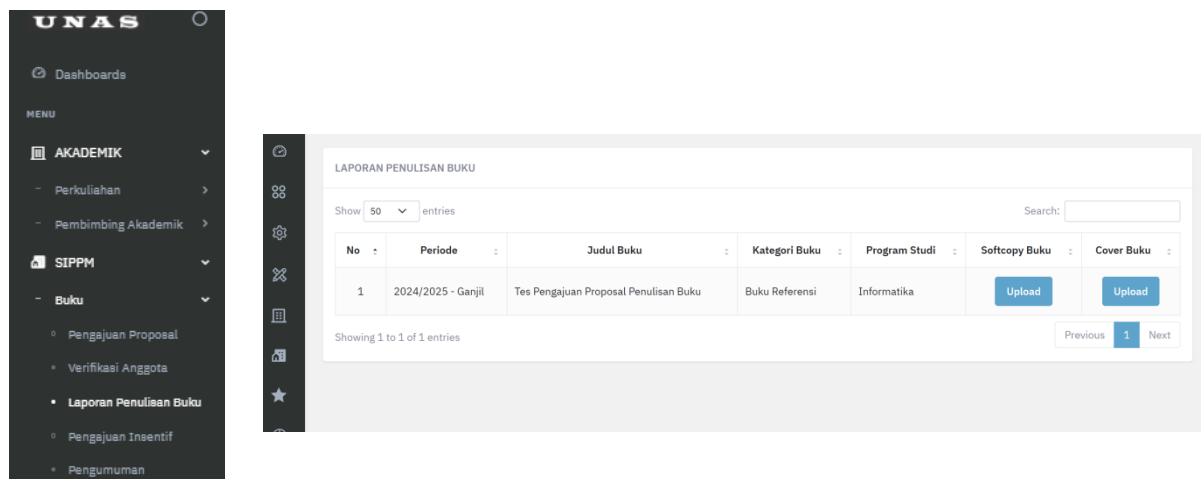 UNAS
Dashboards
MENU
AKADEMIK
Perkuliahan
Pembimbing Akademik
SIPPM
Buku
Pengajuan Proposal
Verifikasi Anggota
Laporan Penulisan Buku
Pengajuan Insentif
Pengumuman
LAPORAN PENULISAN BUKU
Show 50 entries Search:
No Periode Judul Buku Kategori Buku Program Studi Softcopy Buku Cover Buku
1 2024/2025 - Ganjil Tes Pengajuan Proposal Penulisan Buku Buku Referensi Informatika Upload Upload
Showing 1 to 1 of 1 entries Previous 1 Next